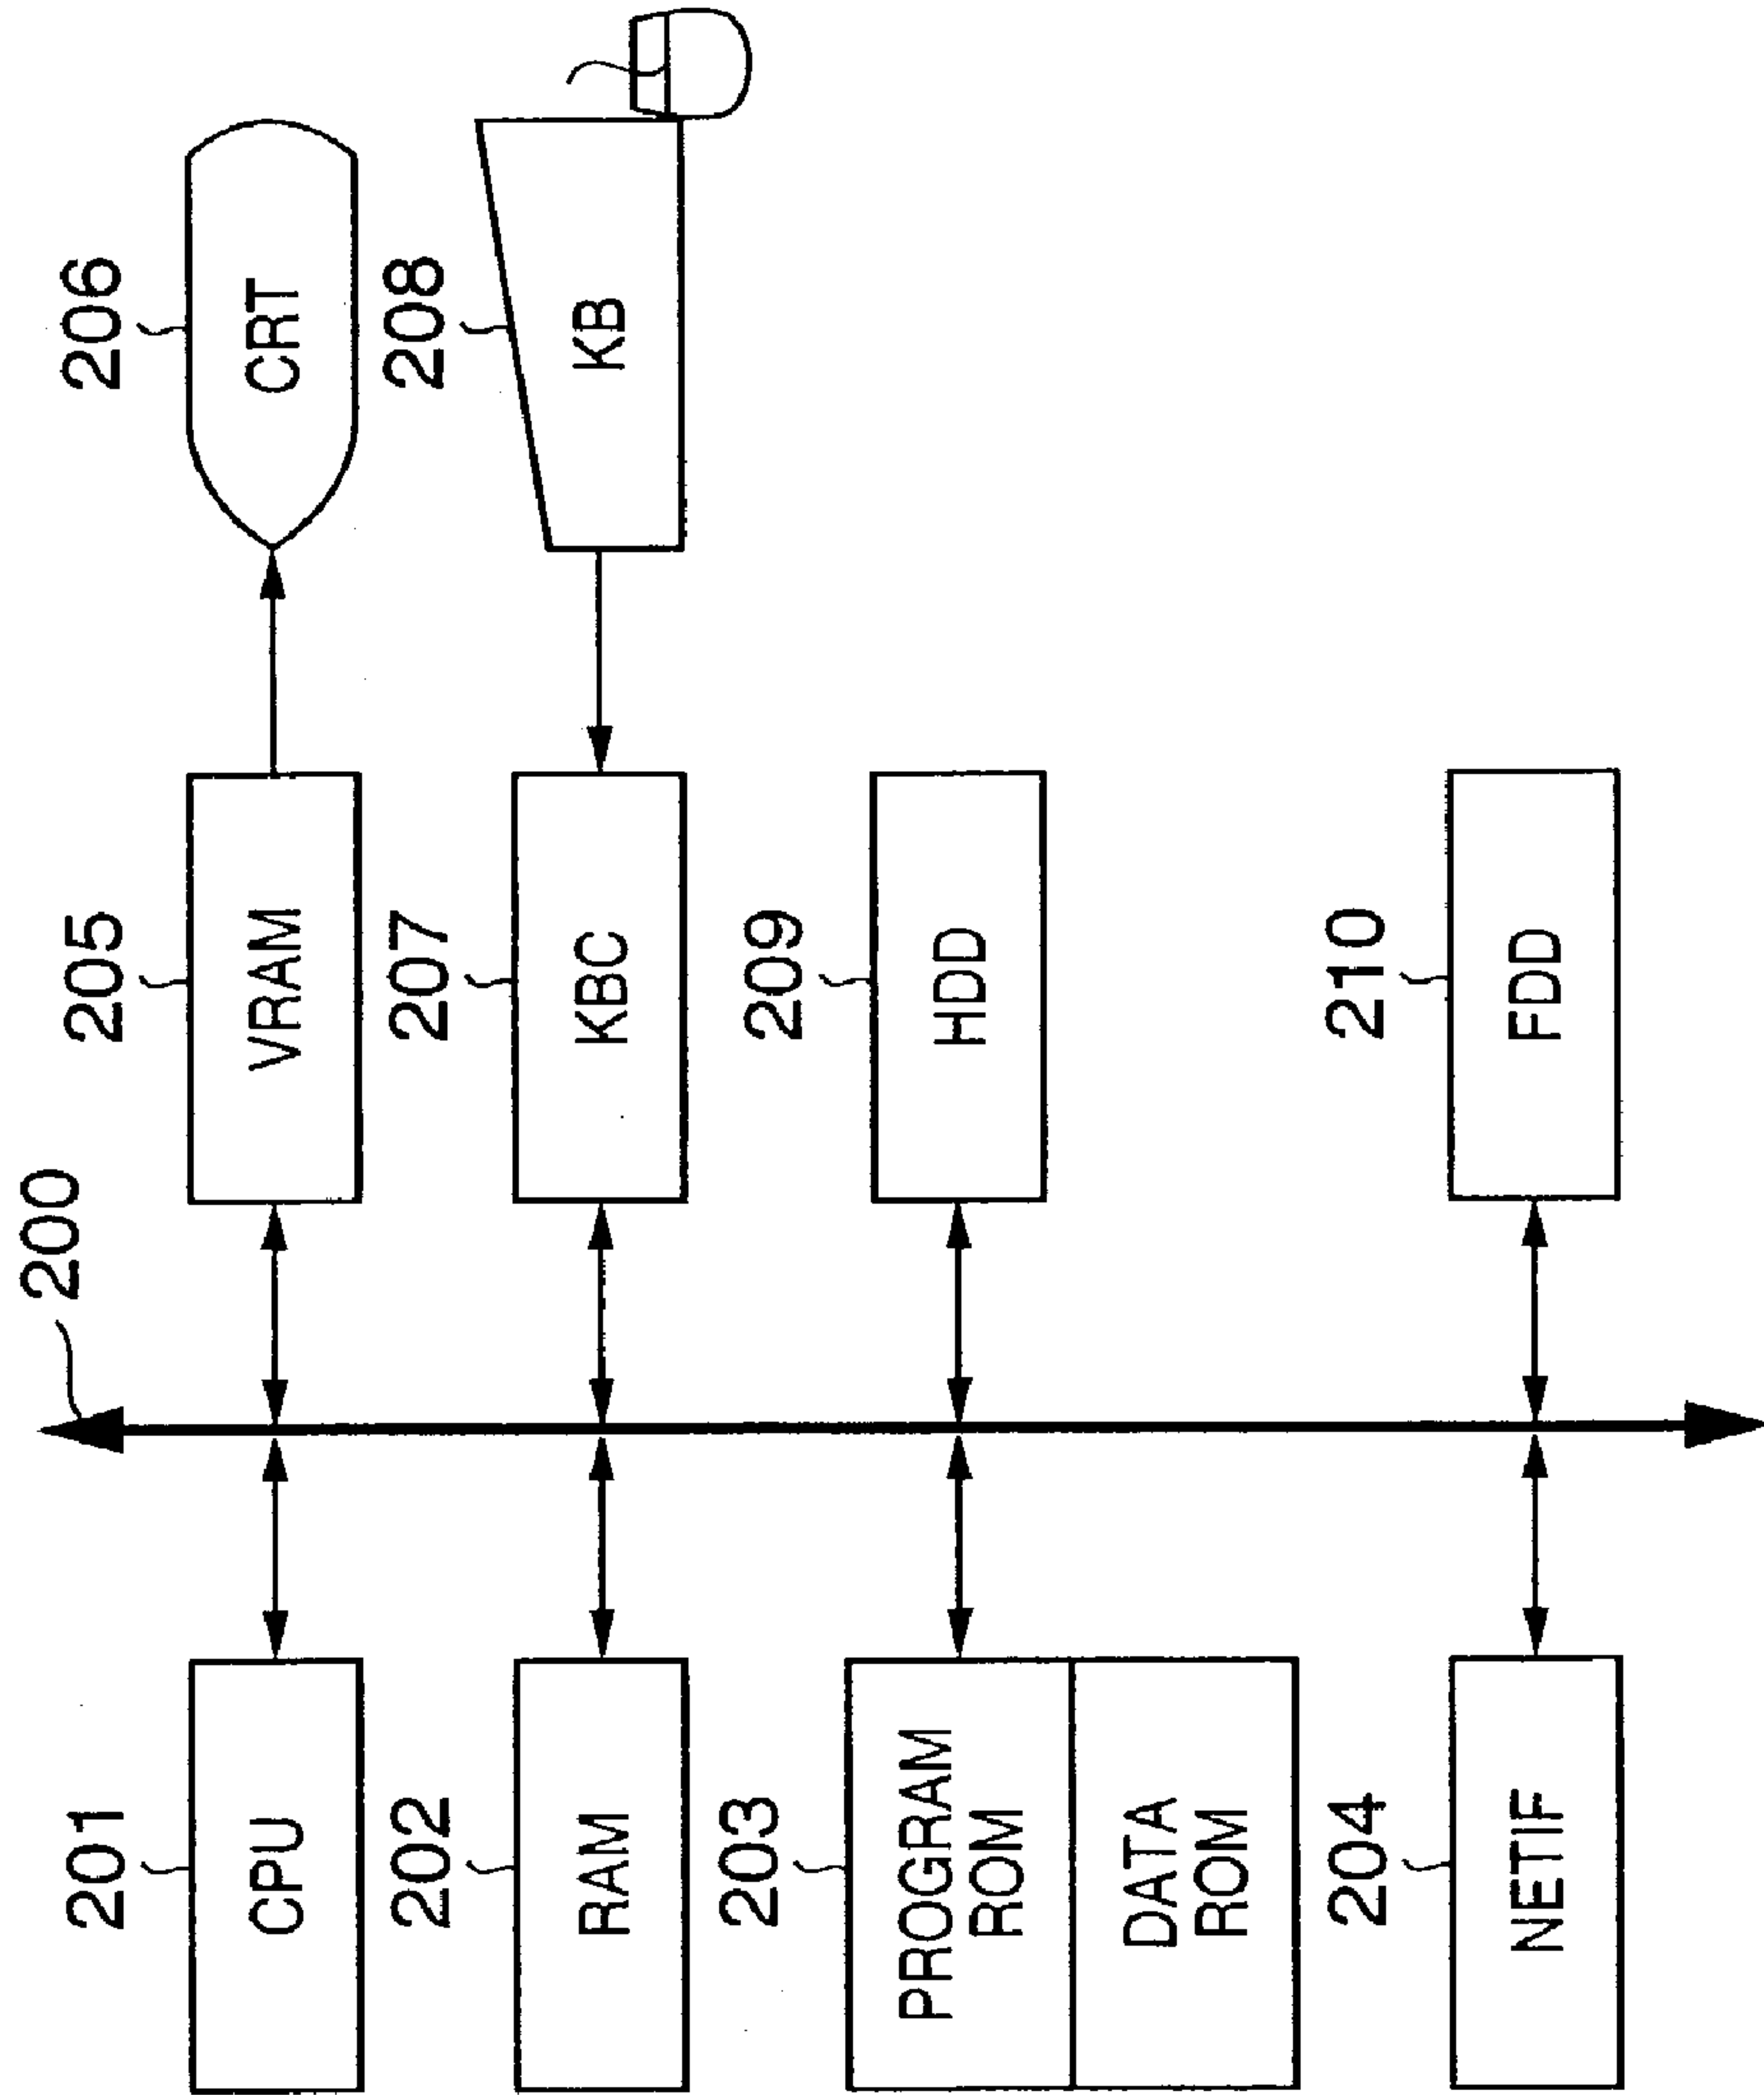 200
201
CPU
205
VRAM
206
CRT
202
RAM
207
KBC
208
KB
203
PROGRAM
ROM
DATA
ROM
209
HDD
204
NETIF
210
FDD